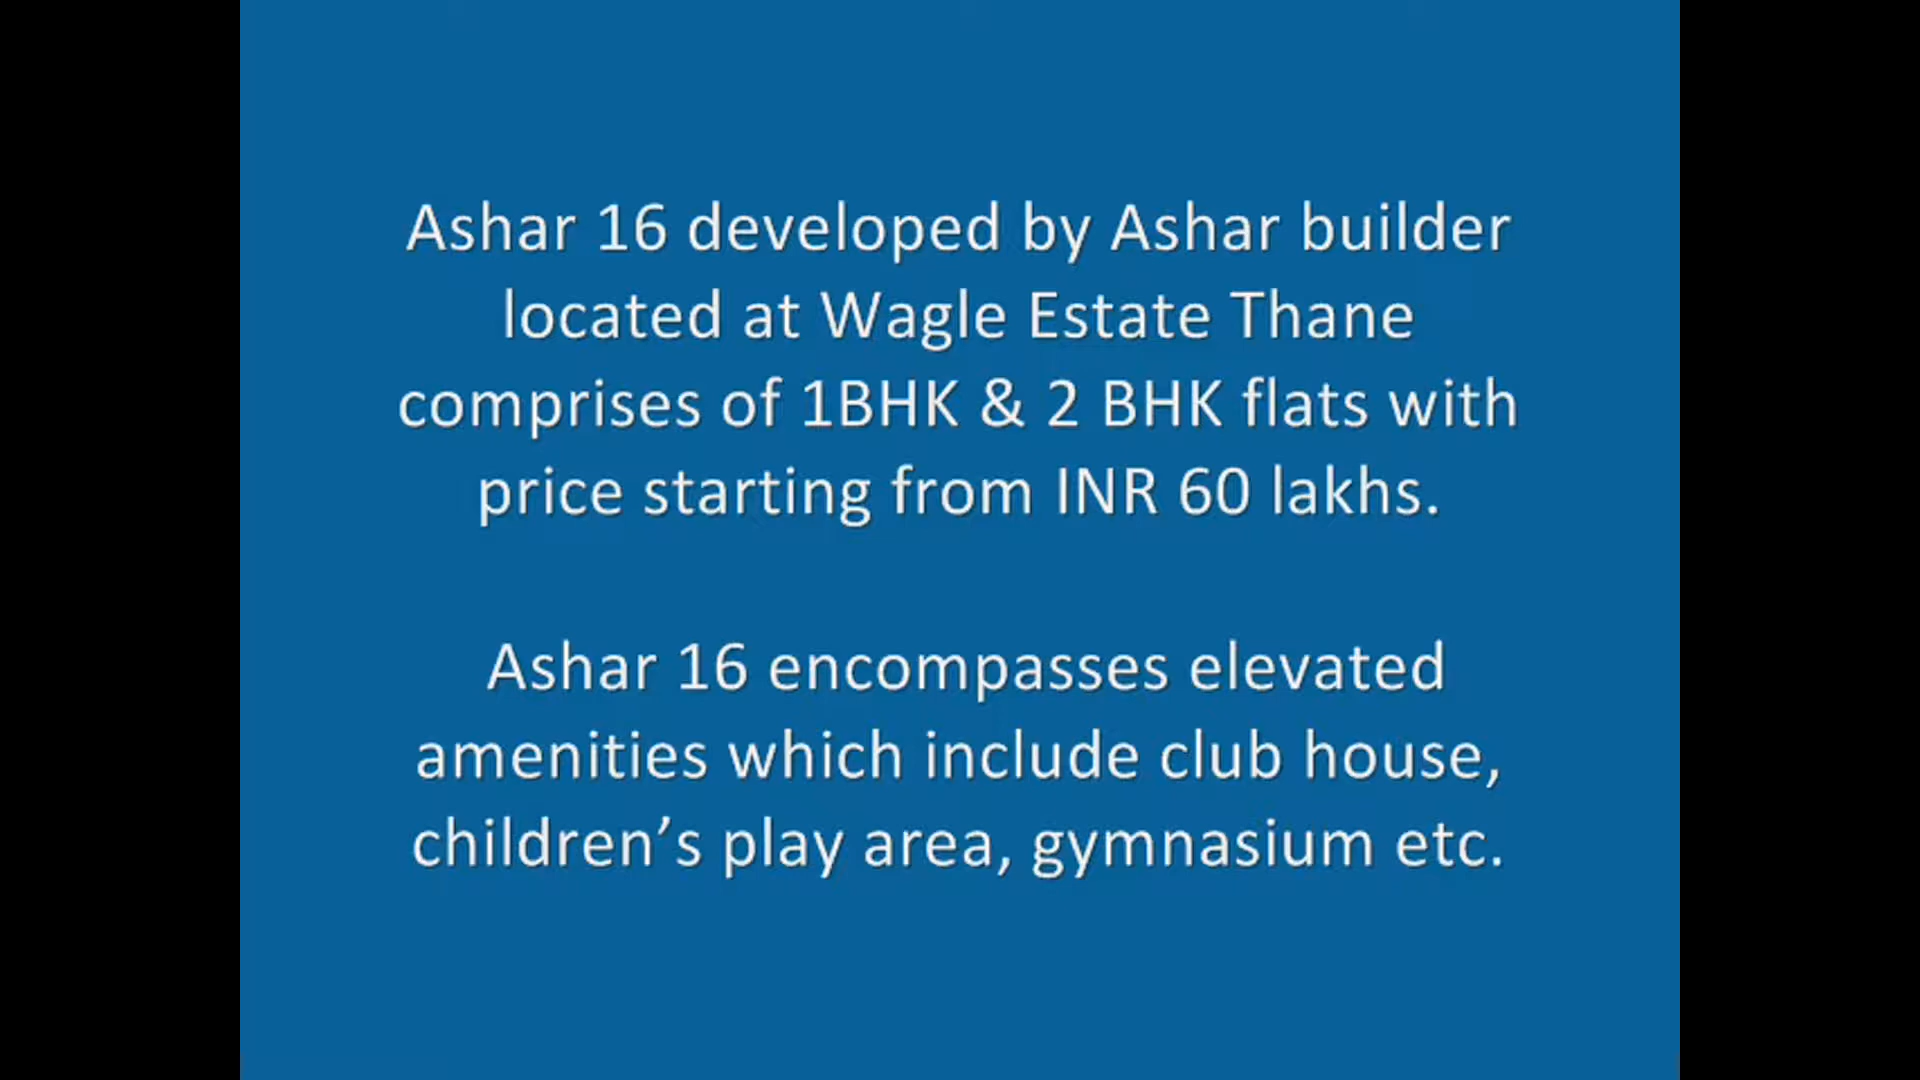 Ashar 16 developed by Ashar builder
located at Wagle Estate Thane
comprises of 1BHK & 2 BHK flats with
price starting from INR 60 lakhs.
Ashar 16 encompasses elevated
amenities which include club house,
children’s play area, gymnasium etc.